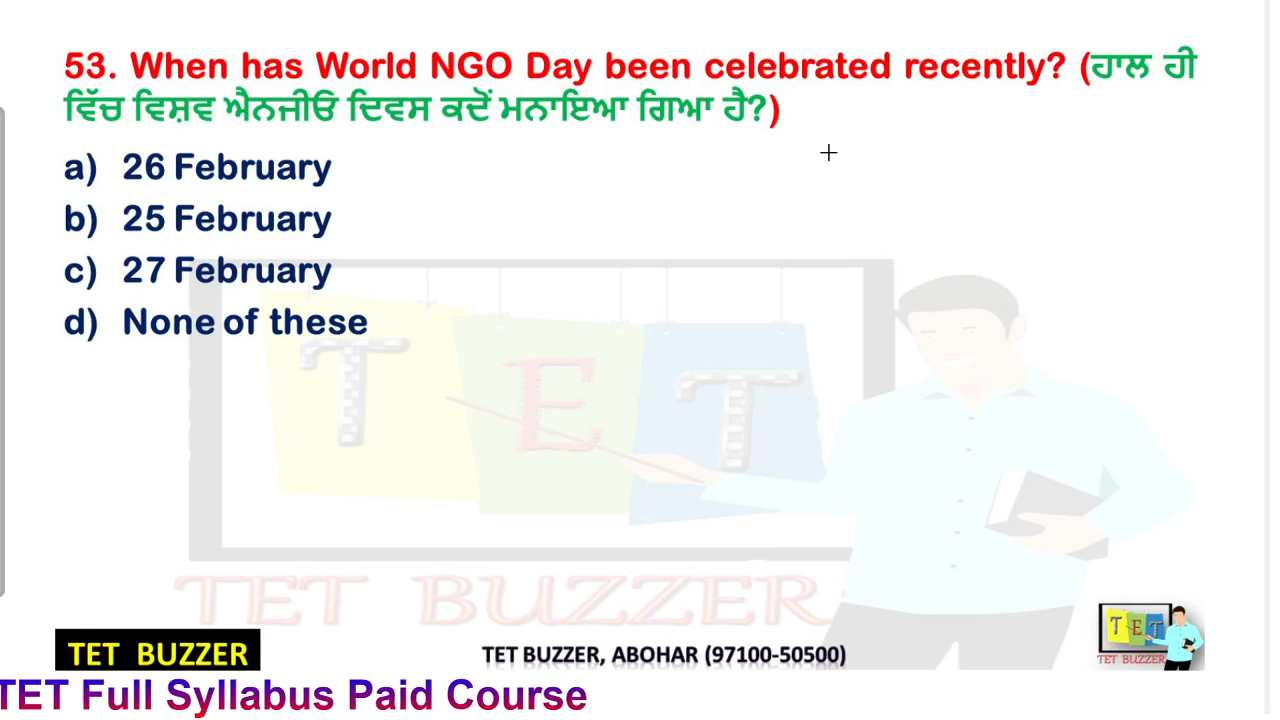 53. When has World NGO Day been celebrated recently? (ਹਾਲ ਹੀ
ਵਿੱਚ ਵਿਸ਼ਵ ਐਨਜੀਓ ਦਿਵਸ ਕਦੋਂ ਮਨਾਇਆ ਗਿਆ ਹੈ?)
a) 26 February
b) 25 February
c) 27 February
d) None of these
T E T
TET BUZZER
TET BUZZER
TET BUZZER, ABOHAR (97100-50500)
T E T
TET BUZZER
TET Full Syllabus Paid Course